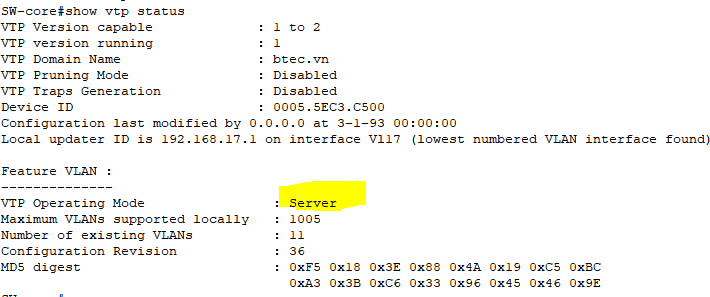 SW-core#show vtp status
VTP Version capable : 1 to 2
VTP version running : 1
VTP Domain Name : btec.vn
VTP Pruning Mode : Disabled
VTP Traps Generation : Disabled
Device ID : 0005.5EC3.C500
Configuration last modified by 0.0.0.0 at 3-1-93 00:00:00
Local updater ID is 192.168.17.1 on interface Vl17 (lowest numbered VLAN interface found)
Feature VLAN :
--------------
VTP Operating Mode : Server
Maximum VLANs supported locally : 1005
Number of existing VLANs : 11
Configuration Revision : 36
MD5 digest : 0xF5 0x18 0x3E 0x88 0x4A 0x19 0xC5 0xBC
0xA3 0x3B 0xC6 0x33 0x96 0x45 0x46 0x9E